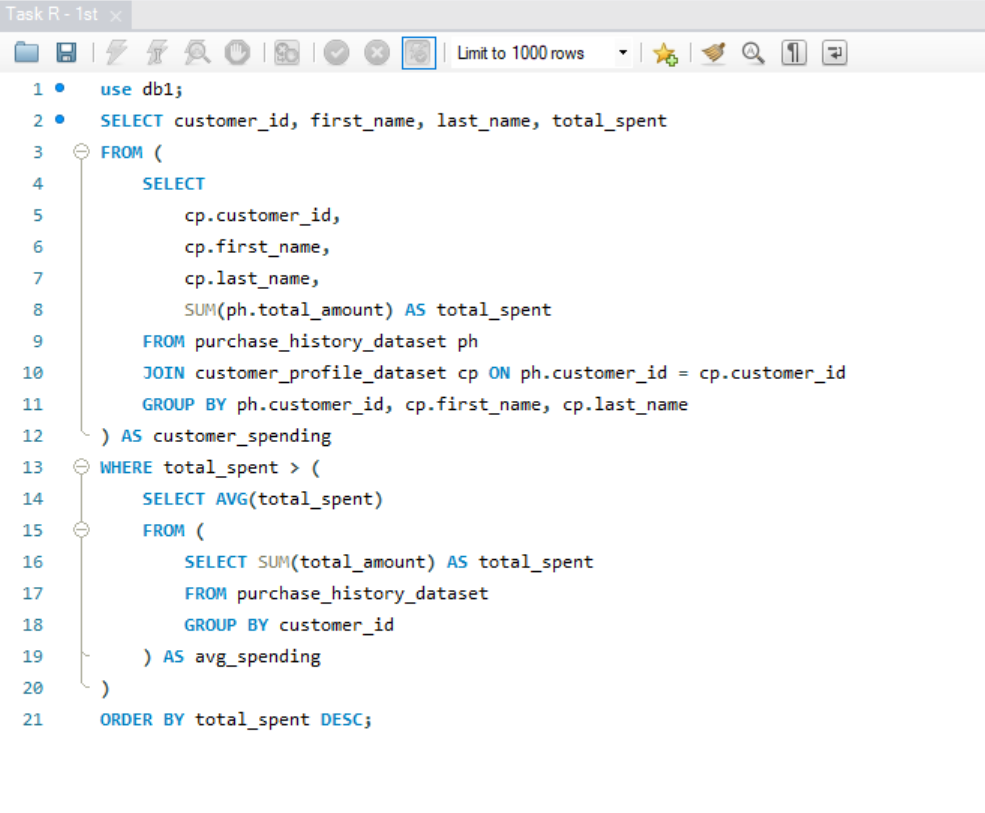 Task R - 1st
Limit to 1000 rows
1 use db1;
2 SELECT customer_id, first_name, last_name, total_spent
3 FROM (
4 SELECT
5 cp.customer_id,
6 cp.first_name,
7 cp.last_name,
8 SUM(ph.total_amount) AS total_spent
9 FROM purchase_history_dataset ph
10 JOIN customer_profile_dataset cp ON ph.customer_id = cp.customer_id
11 GROUP BY ph.customer_id, cp.first_name, cp.last_name
12 ) AS customer_spending
13 WHERE total_spent > (
14 SELECT AVG(total_spent)
15 FROM (
16 SELECT SUM(total_amount) AS total_spent
17 FROM purchase_history_dataset
18 GROUP BY customer_id
19 ) AS avg_spending
20 )
21 ORDER BY total_spent DESC;